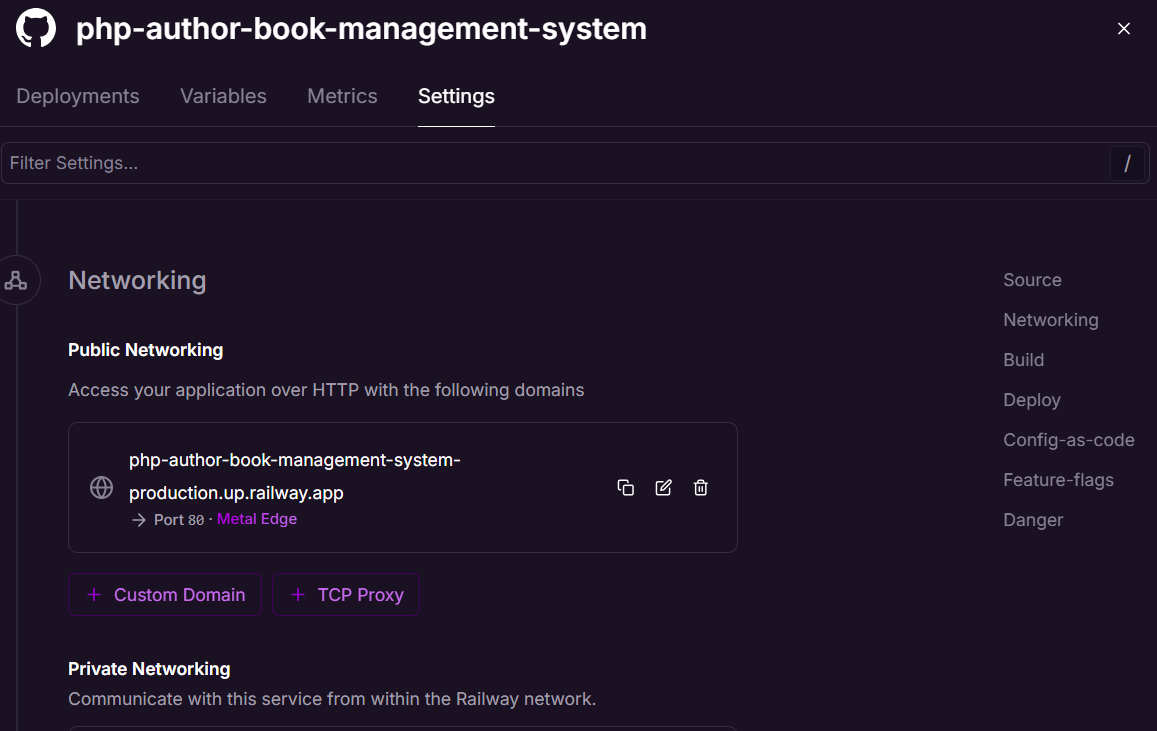 php-author-book-management-system
Deployments Variables Metrics Settings
Filter Settings... /
Networking
Public Networking
Access your application over HTTP with the following domains
php-author-book-management-system-
production.up.railway.app
Port 80 · Metal Edge
+ Custom Domain + TCP Proxy
Private Networking
Communicate with this service from within the Railway network.
Source
Networking
Build
Deploy
Config-as-code
Feature-flags
Danger